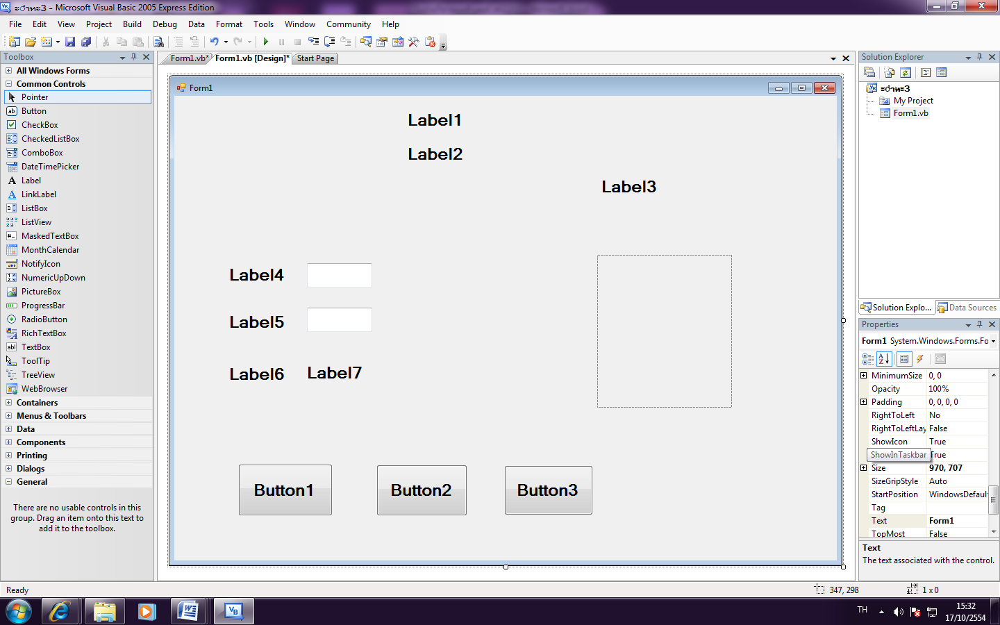 ะำำทะ3 - Microsoft Visual Basic 2005 Express Edition
File Edit View Project Build Debug Data Format Tools Window Community Help
Toolbox
All Windows Forms
Common Controls
Pointer
Button
CheckBox
CheckedListBox
ComboBox
DateTimePicker
Label
LinkLabel
ListBox
ListView
MaskedTextBox
MonthCalendar
NotifyIcon
NumericUpDown
PictureBox
ProgressBar
RadioButton
RichTextBox
TextBox
ToolTip
TreeView
WebBrowser
Containers
Menus & Toolbars
Data
Components
Printing
Dialogs
General
There are no usable controls in this
group. Drag an item onto this text to
add it to the toolbox.
Form1.vb* Form1.vb [Design]* Start Page
Form1
Label1
Label2
Label3
Label4
Label5
Label6 Label7
Button1 Button2 Button3
Solution Explorer
My Project
Form1.vb
Solution Explo... Data Sources
Properties
Form1 System.Windows.Forms.Fo
MinimumSize 0, 0
Opacity 100%
Padding 0, 0, 0, 0
RightToLeft No
RightToLeftLay False
ShowIcon True
ShowInTaskbar True
Size 970, 707
SizeGripStyle Auto
StartPosition WindowsDefaul
Tag
Text Form1
TopMost False
Text
The text associated with the control.
Ready 347, 298 1 x 0
TH 15:32
17/10/2554